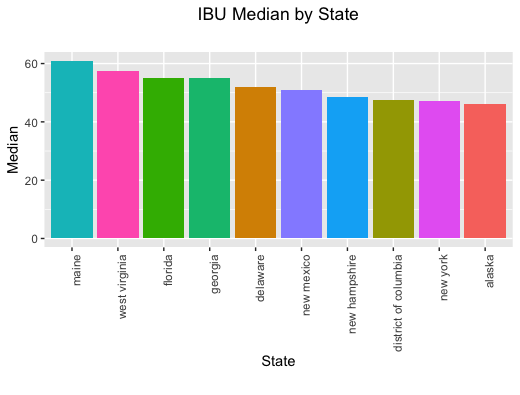 IBU Median by State
Median
60
40
20
0
maine
west virginia
florida
georgia
delaware
new mexico
new hampshire
district of columbia
new york
alaska
State